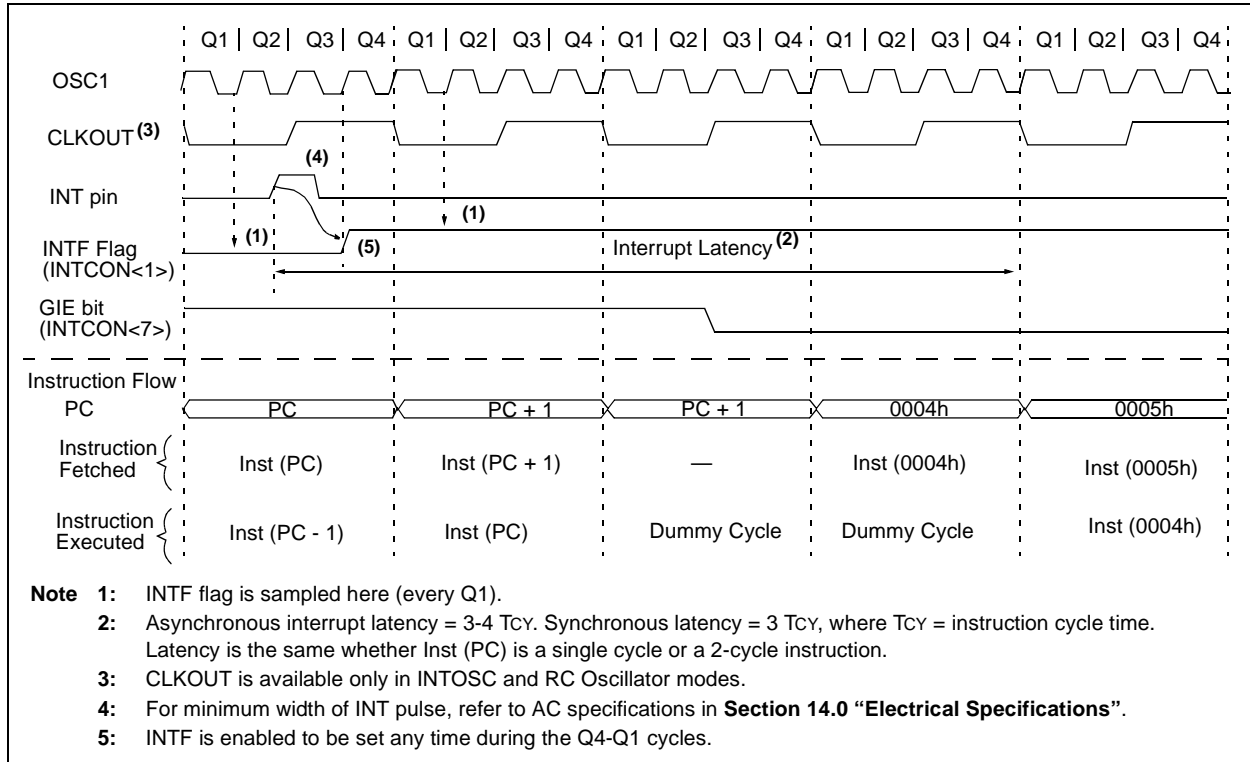 Q1 | Q2 | Q3 | Q4 Q1 | Q2 | Q3 | Q4 Q1 | Q2 | Q3 | Q4 Q1 | Q2 | Q3 | Q4 Q1 | Q2 | Q3 | Q4
OSC1
CLKOUT (3)
(4)
INT pin
(1)
(1)
(5)
INTF Flag
(INTCON<1>)
Interrupt Latency (2)
GIE bit
(INTCON<7>)
Instruction Flow
PC PC PC + 1 PC + 1 0004h 0005h
Instruction
Fetched
Inst (PC) Inst (PC + 1) — Inst (0004h) Inst (0005h)
Instruction
Executed
Inst (PC - 1) Inst (PC) Dummy Cycle Dummy Cycle Inst (0004h)
Note 1: INTF flag is sampled here (every Q1).
2: Asynchronous interrupt latency = 3-4 TCY. Synchronous latency = 3 TCY, where TCY = instruction cycle time.
Latency is the same whether Inst (PC) is a single cycle or a 2-cycle instruction.
3: CLKOUT is available only in INTOSC and RC Oscillator modes.
4: For minimum width of INT pulse, refer to AC specifications in Section 14.0 “Electrical Specifications”.
5: INTF is enabled to be set any time during the Q4-Q1 cycles.